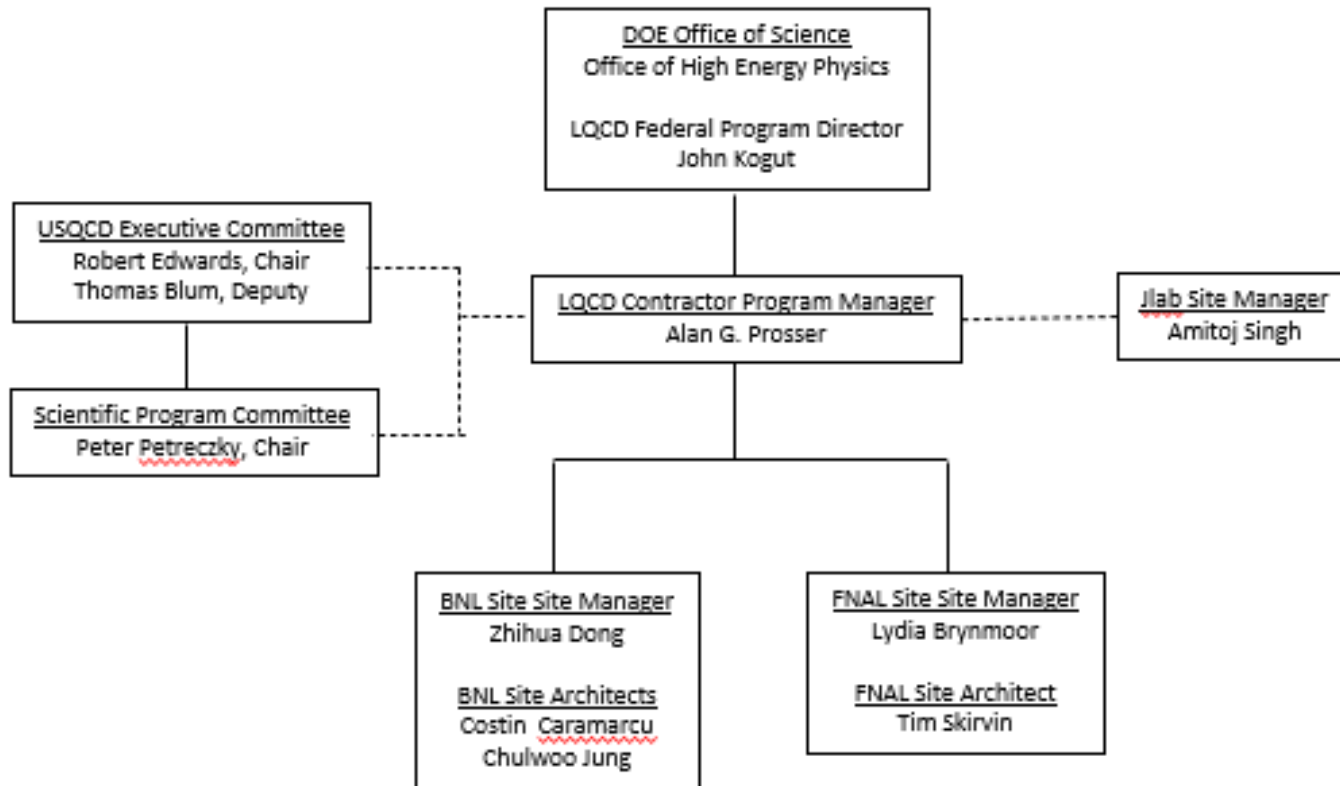 DOE Office of Science
Office of High Energy Physics
LQCD Federal Program Director
John Kogut
USQCD Executive Committee
Robert Edwards, Chair
Thomas Blum, Deputy
LQCD Contractor Program Manager
Alan G. Prosser
Jlab Site Manager
Amitoj Singh
Scientific Program Committee
Peter Petreczky, Chair
BNL Site Site Manager
Zhihua Dong
BNL Site Architects
Costin Caramarcu
Chulwoo Jung
FNAL Site Site Manager
Lydia Brynmoor
FNAL Site Architect
Tim Skirvin